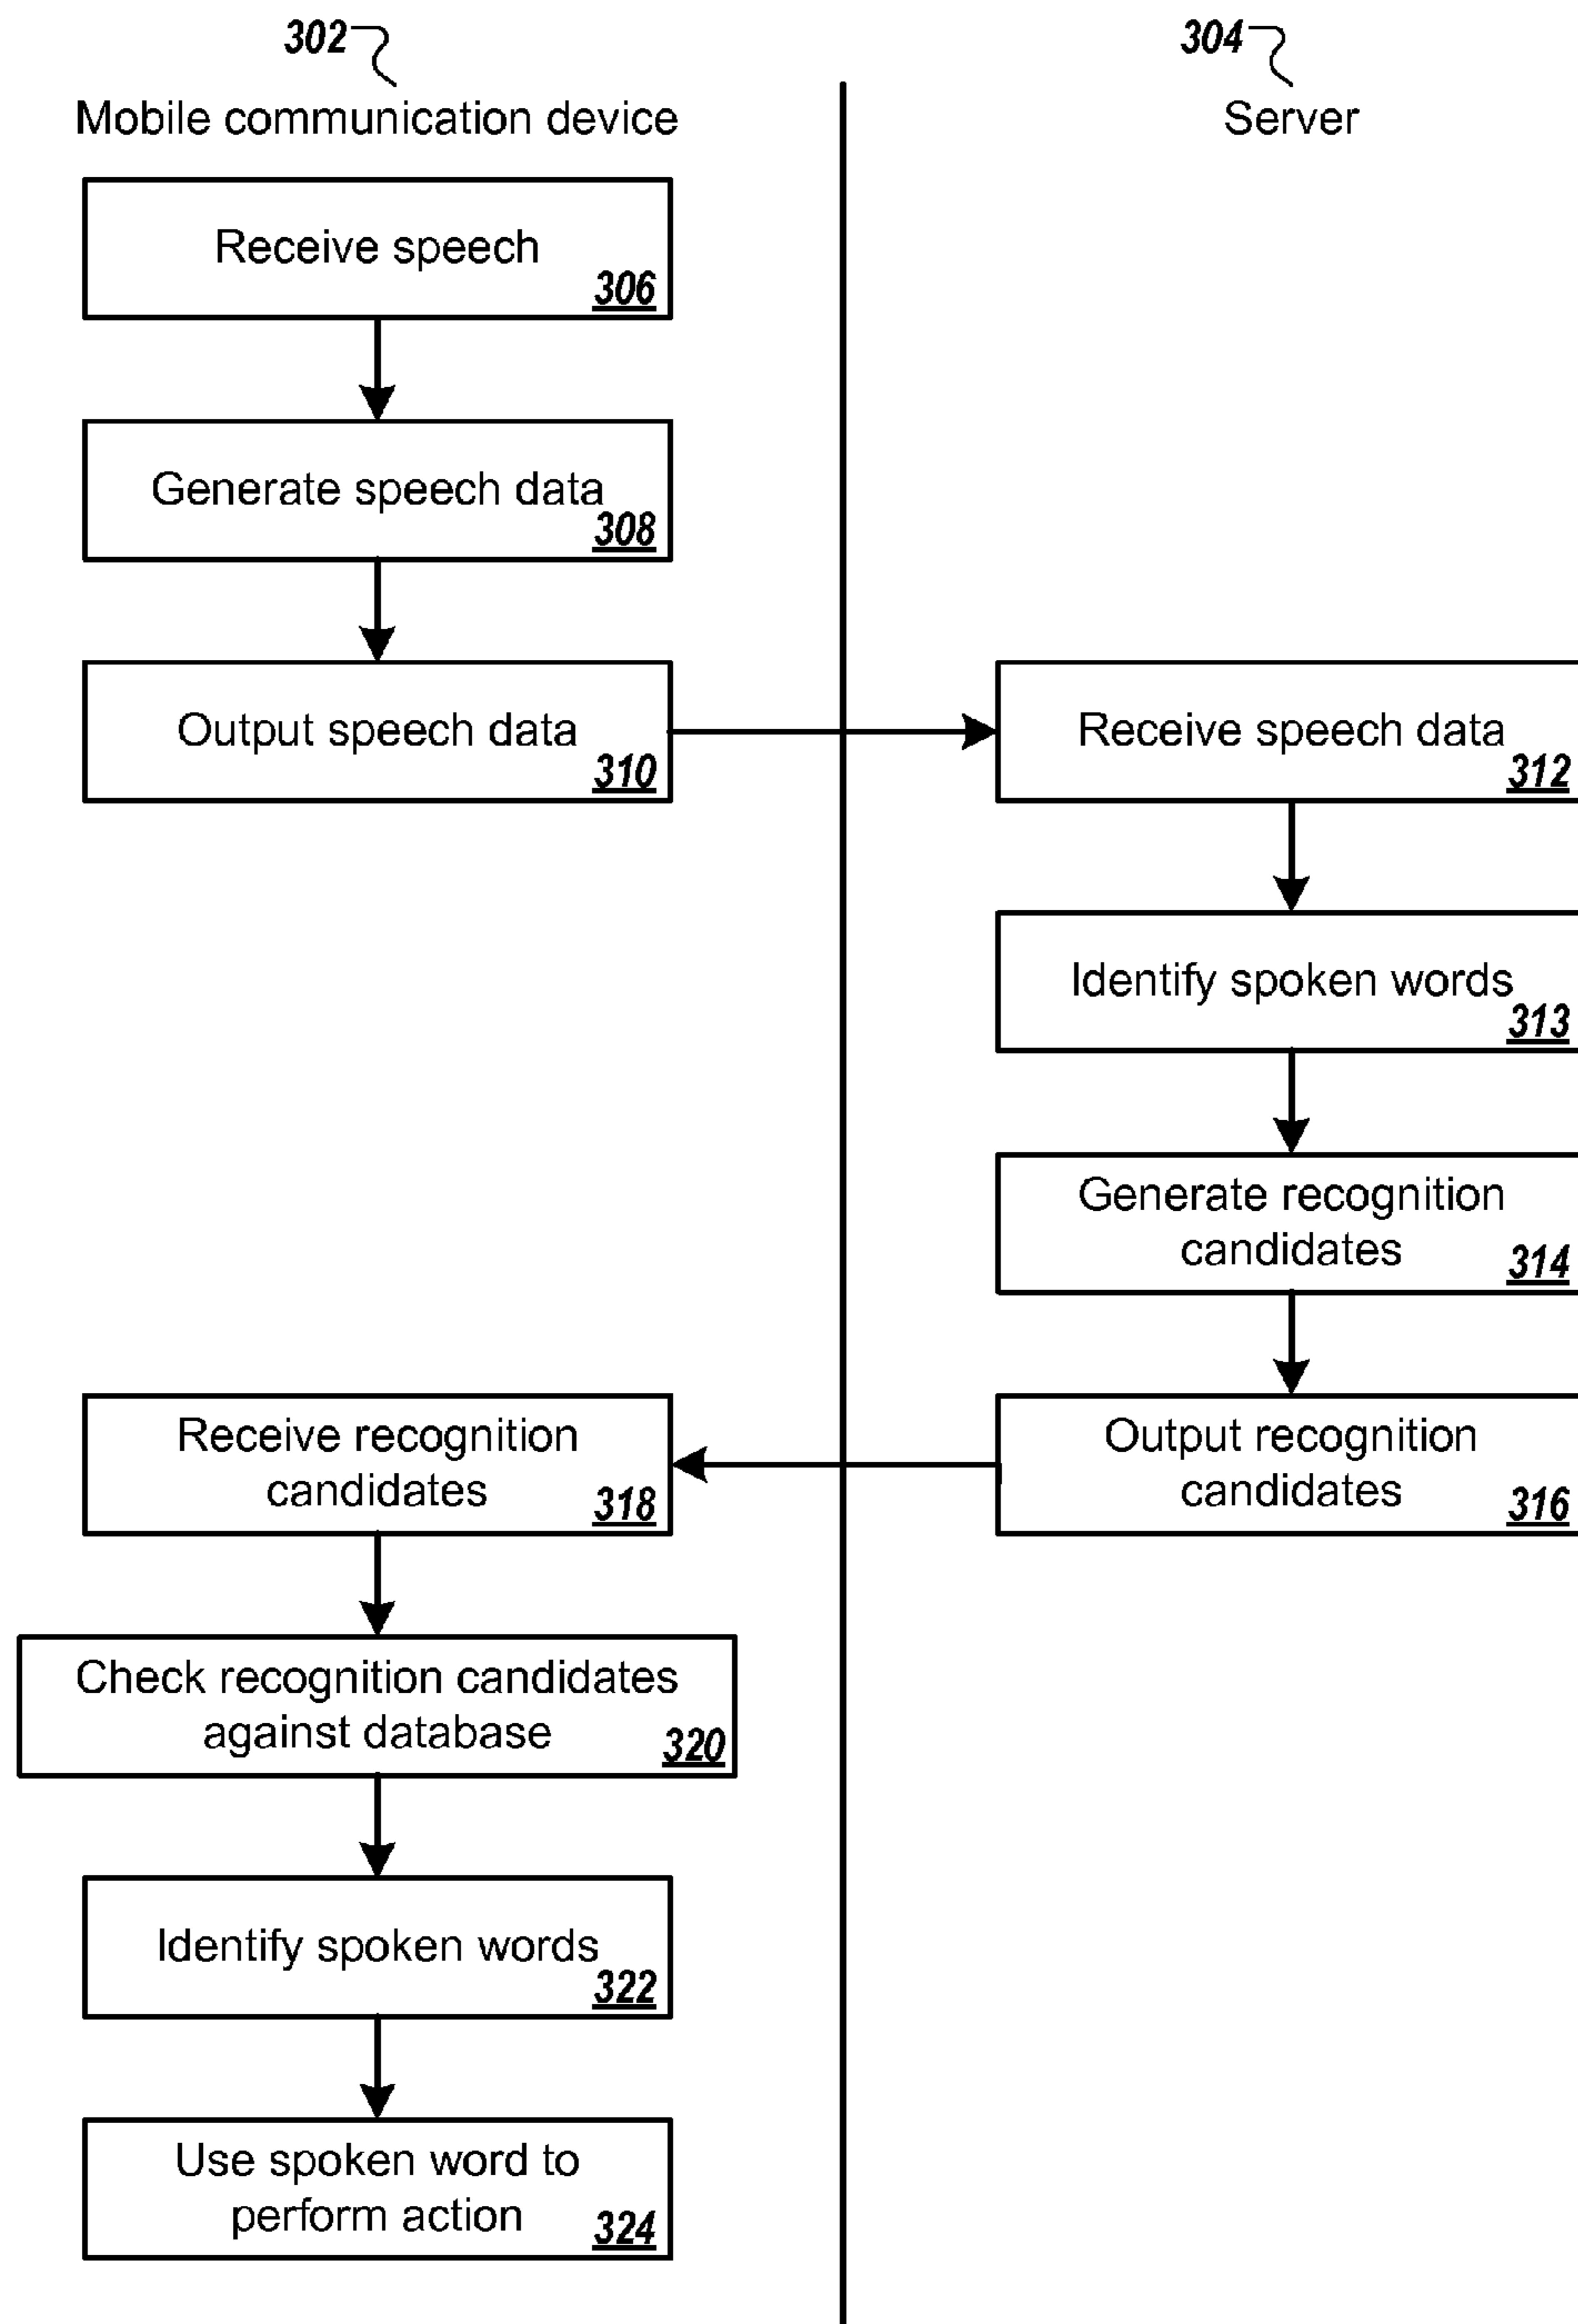 302
304
Mobile communication device
Server
Receive speech
306
Generate speech data
308
Output speech data
310
Receive speech data
312
Identify spoken words
313
Generate recognition
candidates
314
Output recognition
candidates
316
Receive recognition
candidates
318
Check recognition candidates
against database
320
Identify spoken words
322
Use spoken word to
perform action
324